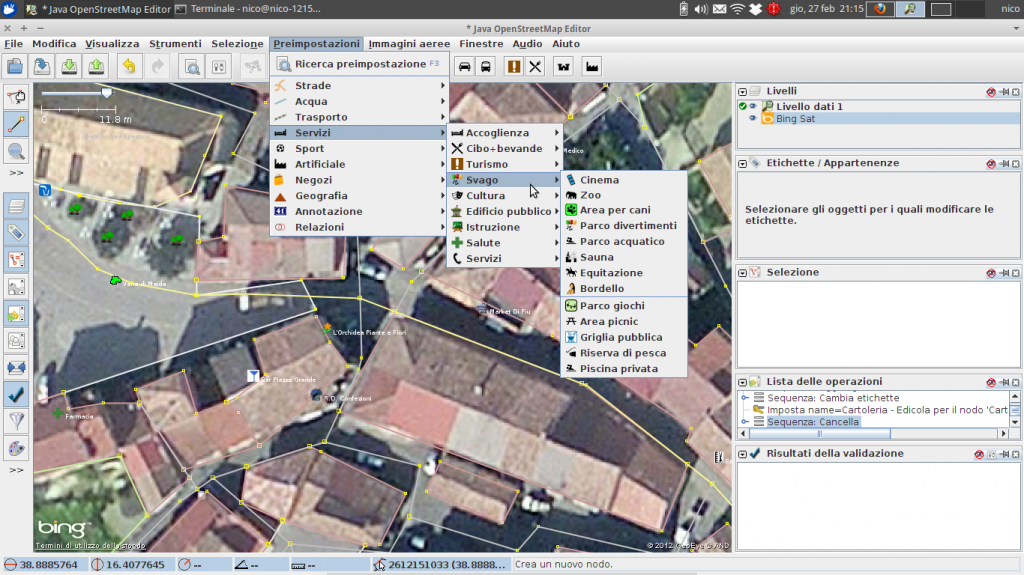 * Java OpenStreetMap Editor
Terminale - nico@nico-1215...
gio, 27 feb 21:15
nico
* Java OpenStreetMap Editor
File Modifica Visualizza Strumenti Selezione Preimpostazioni Immagini aeree Finestre Audio Aiuto
Ricerca preimpostazione F3
Strade
Acqua
Trasporto
Servizi
Sport
Artificiale
Negozi
Geografia
Annotazione
Relazioni
Accoglienza
Cibo+bevande
Turismo
Svago
Cultura
Edificio pubblico
Istruzione
Salute
Servizi
Cinema
Zoo
Area per cani
Parco divertimenti
Parco acquatico
Sauna
Equitazione
Bordello
Parco giochi
Area picnic
Griglia pubblica
Riserva di pesca
Piscina privata
0 11.8 m
>>
>>
Medico
Market Di Più
L'Orchidea Piante e Fiori
Bar Piazza Grande
Confezioni
Farmacia
bing
Termini di utilizzo dello sfondo
© 2012 GeoEye © AND
Livelli
Livello dati 1
Bing Sat
Etichette / Appartenenze
Selezionare gli oggetti per i quali modificare le
etichette.
Selezione
Lista delle operazioni
Sequenza: Cambia etichette
Imposta name=Cartoleria - Edicola per il nodo 'Cart
Sequenza: Cancella
Risultati della validazione
38.8885764 16.4077645 -- -- -- 2612151033 (38.8888... Crea un nuovo nodo.